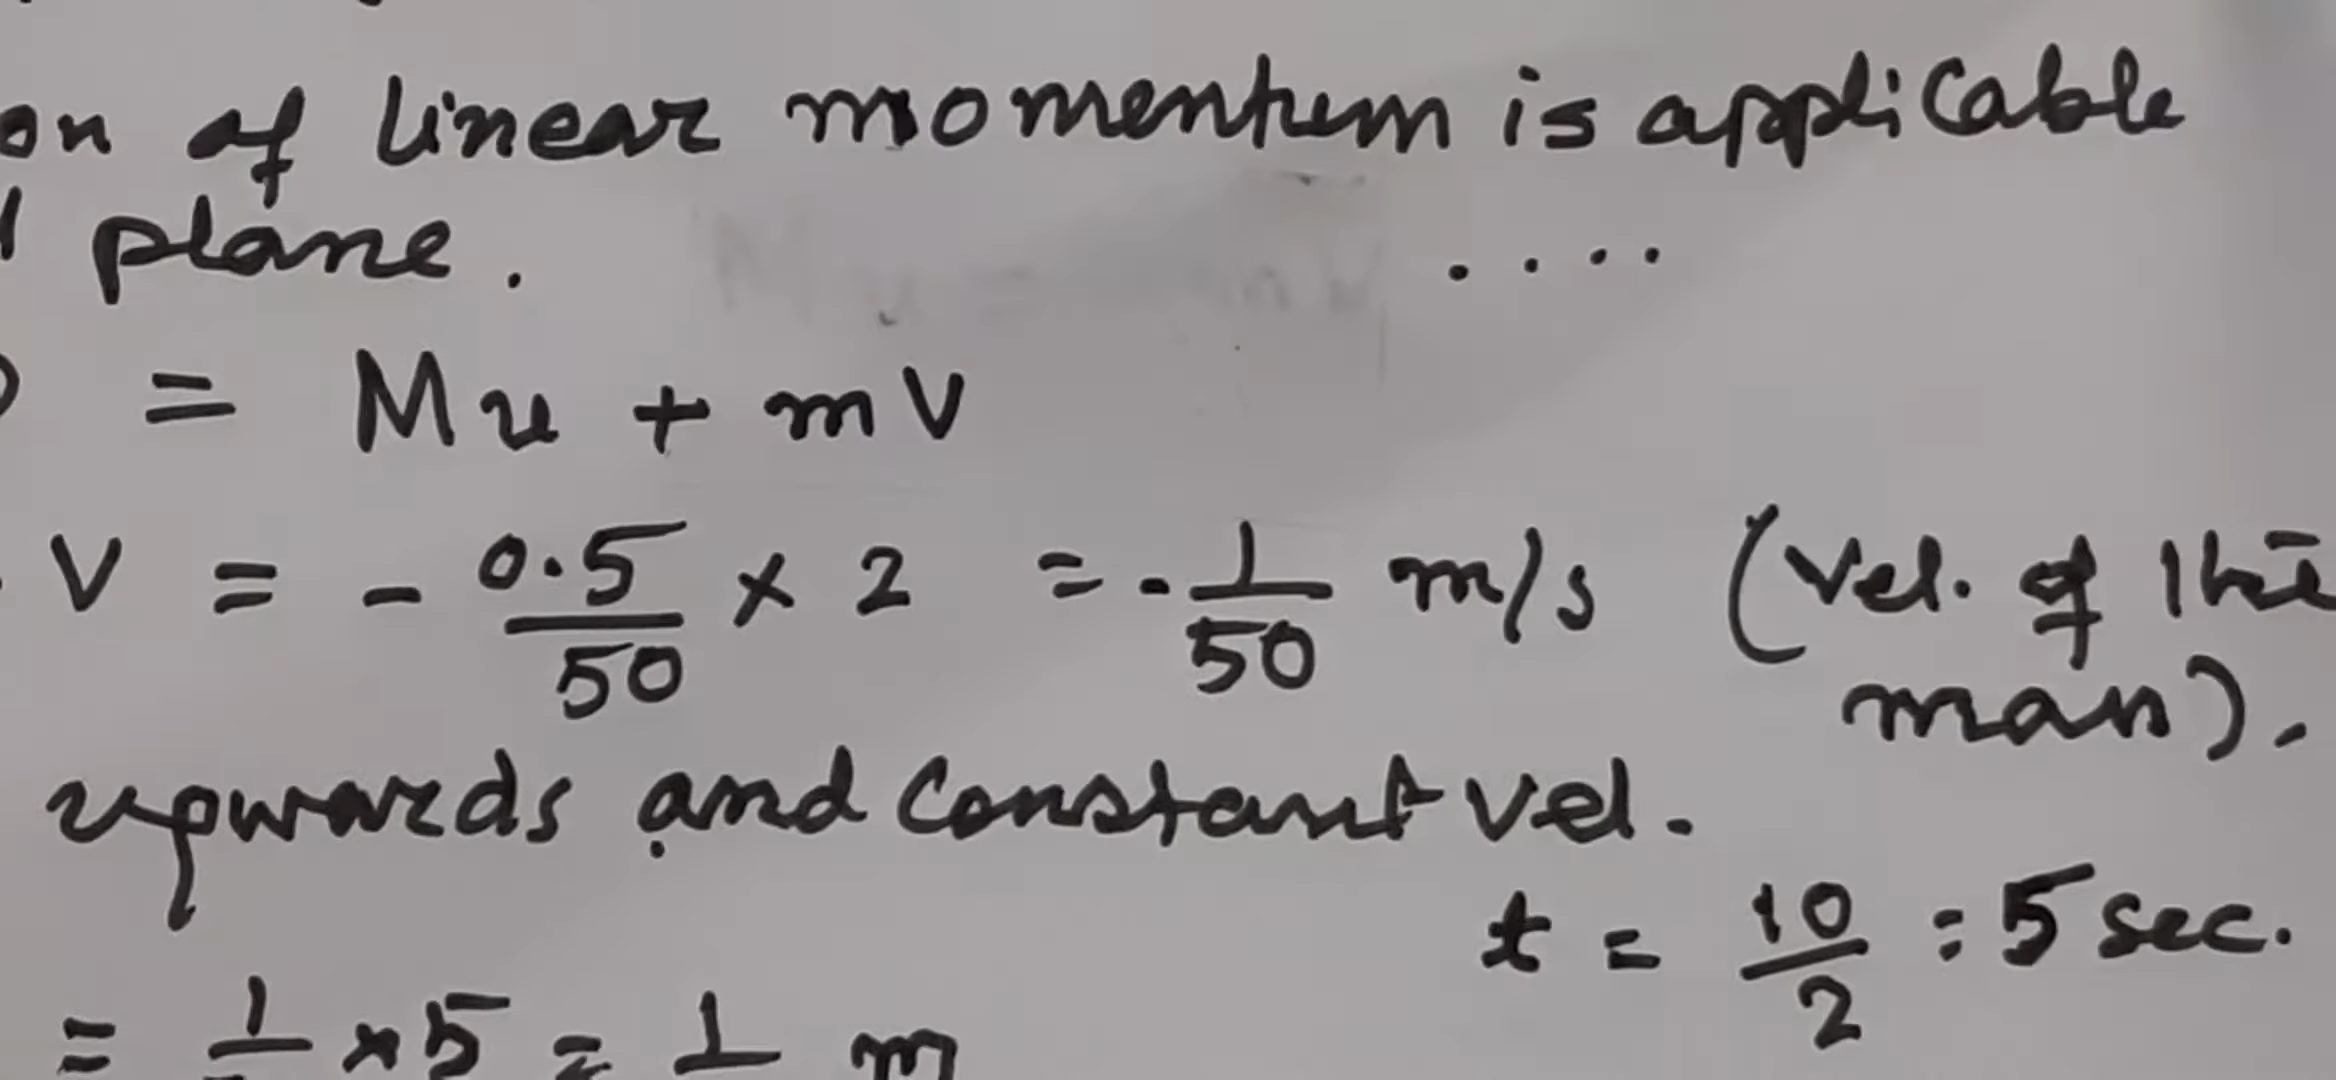 on of linear momentum is applicable
plane. ....
= Mu + mV
V = - 0.5/50 x 2 = - 1/50 m/s (vel. of the
man).
upwards and constant vel.
t = 10/2 = 5 sec.
= 1/ x 5 = 1/ m